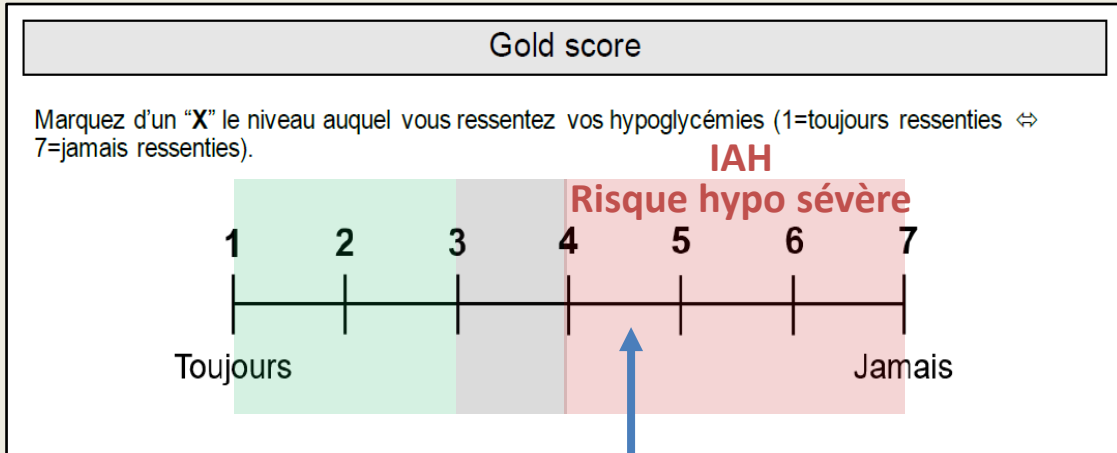 Gold score
Marquez d'un “X” le niveau auquel vous ressentez vos hypoglycémies (1=toujours ressenties ⇔
7=jamais ressenties).
IAH
Risque hypo sévère
1 2 3 4 5 6 7
Toujours Jamais